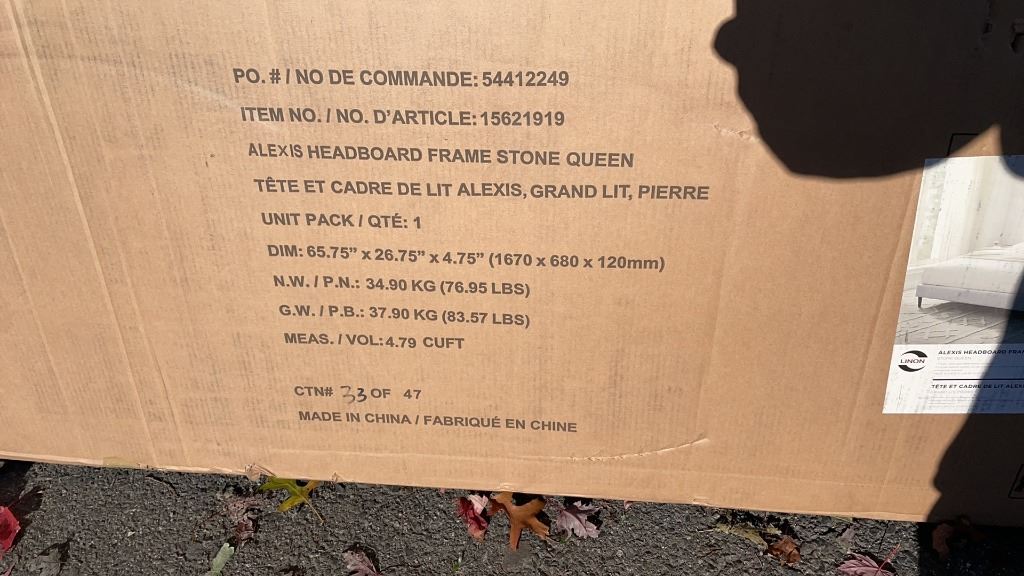 PO. # / NO DE COMMANDE: 54412249
ITEM NO. / NO. D'ARTICLE: 15621919
ALEXIS HEADBOARD FRAME STONE QUEEN
TÊTE ET CADRE DE LIT ALEXIS, GRAND LIT, PIERRE
UNIT PACK / QTÉ: 1
DIM: 65.75” x 26.75” x 4.75” (1670 x 680 x 120mm)
N.W. / P.N.: 34.90 KG (76.95 LBS)
G.W. / P.B.: 37.90 KG (83.57 LBS)
MEAS. / VOL: 4.79 CUFT
CTN# 33 OF 47
MADE IN CHINA / FABRIQUÉ EN CHINE
LINON
ALEXIS HEADBOARD FRA
STONE QUEEN
TÊTE ET CADRE DE LIT ALEX